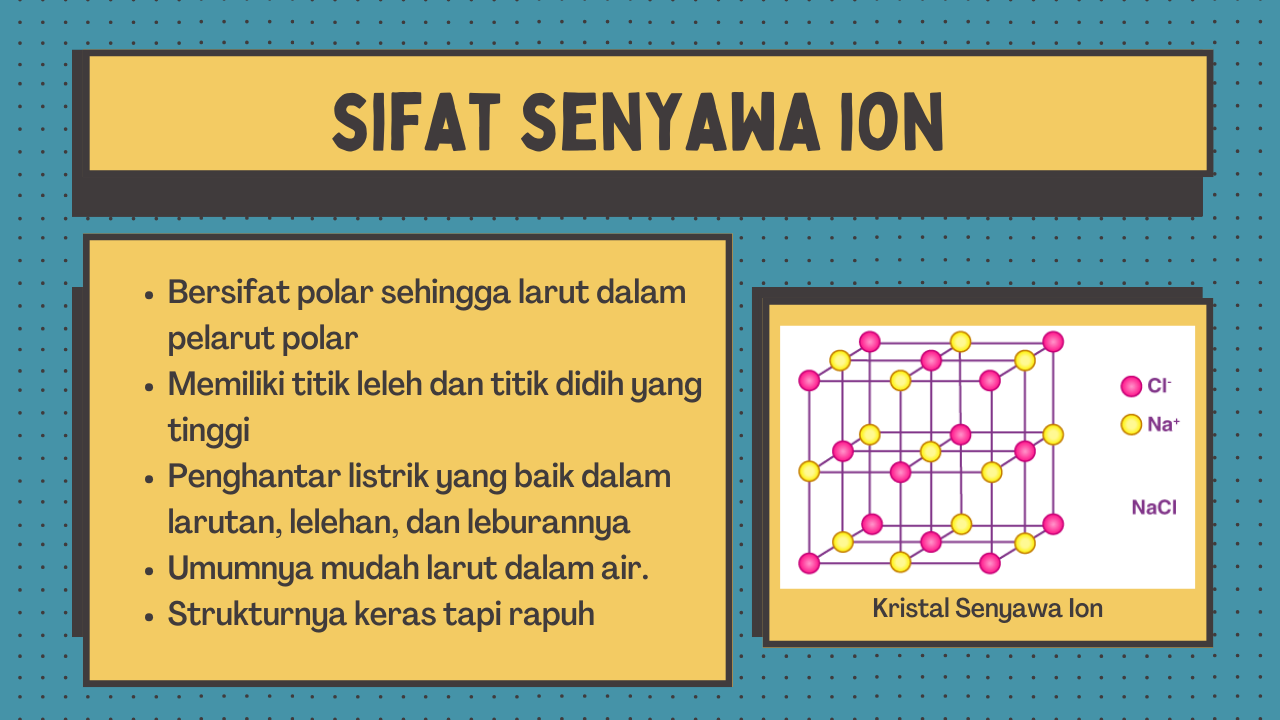 SIFAT SENYAWA ION
• Bersifat polar sehingga larut dalam
pelarut polar
• Memiliki titik leleh dan titik didih yang
tinggi
• Penghantar listrik yang baik dalam
larutan, lelehan, dan leburannya
• Umumnya mudah larut dalam air.
• Strukturnya keras tapi rapuh
Cl⁻
Na⁺
NaCl
Kristal Senyawa Ion